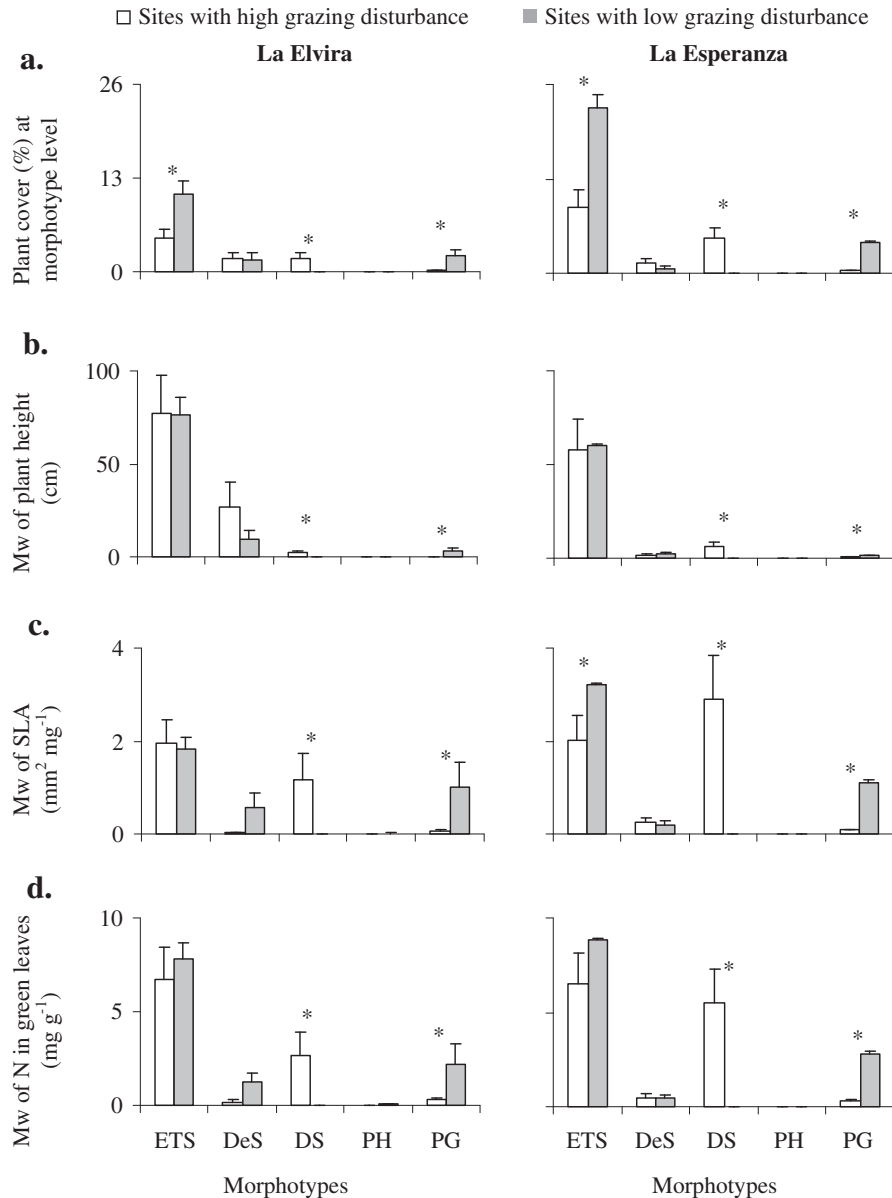 Sites with high grazing disturbance
Sites with low grazing disturbance
La Elvira
La Esperanza
a.
Plant cover (%) at
morphotype level
26
13
0
*
*
*
*
*
*
b.
Mw of plant height
(cm)
100
50
0
*
*
*
*
c.
Mw of SLA
(mm² mg⁻¹)
4
2
0
*
*
*
*
*
d.
Mw of N in green leaves
(mg g⁻¹)
10
5
0
*
*
*
*
ETS DeS DS PH PG
ETS DeS DS PH PG
Morphotypes
Morphotypes